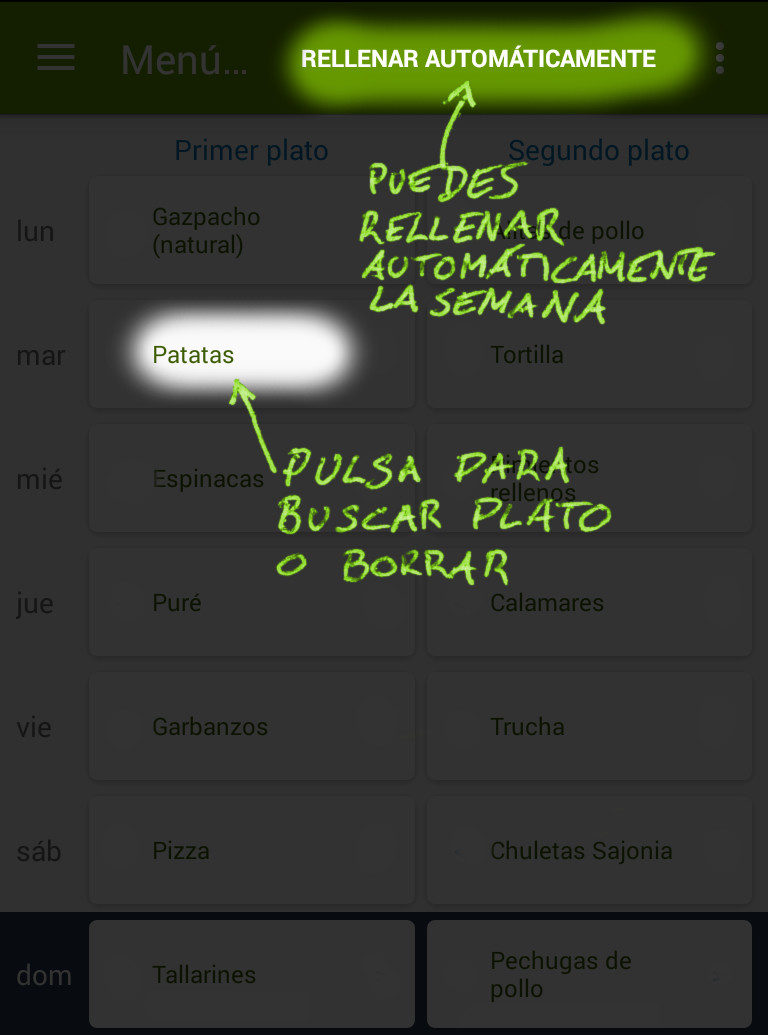 Menú...
RELLENAR AUTOMÁTICAMENTE
Primer plato
Segundo plato
lun
Gazpacho
(natural)
de pollo
PUEDES
RELLENAR
AUTOMÁTICAMENTE
LA SEMANA
mar
Patatas
Tortilla
mié
Espinacas
rellenos
PULSA PARA
BUSCAR PLATO
O BORRAR
jue
Puré
Calamares
vie
Garbanzos
Trucha
sáb
Pizza
Chuletas Sajonia
dom
Tallarines
Pechugas de
pollo